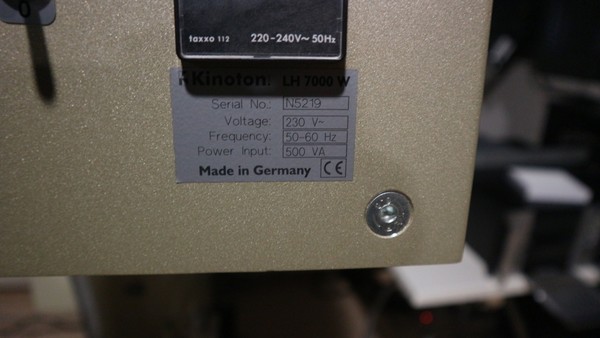 0
taxxo 112 220-240V~ 50Hz
Kinoton LH 7000 W
Serial No.: N5219
Voltage: 230 V~
Frequency: 50-60 Hz
Power Input: 500 VA
Made in Germany CE